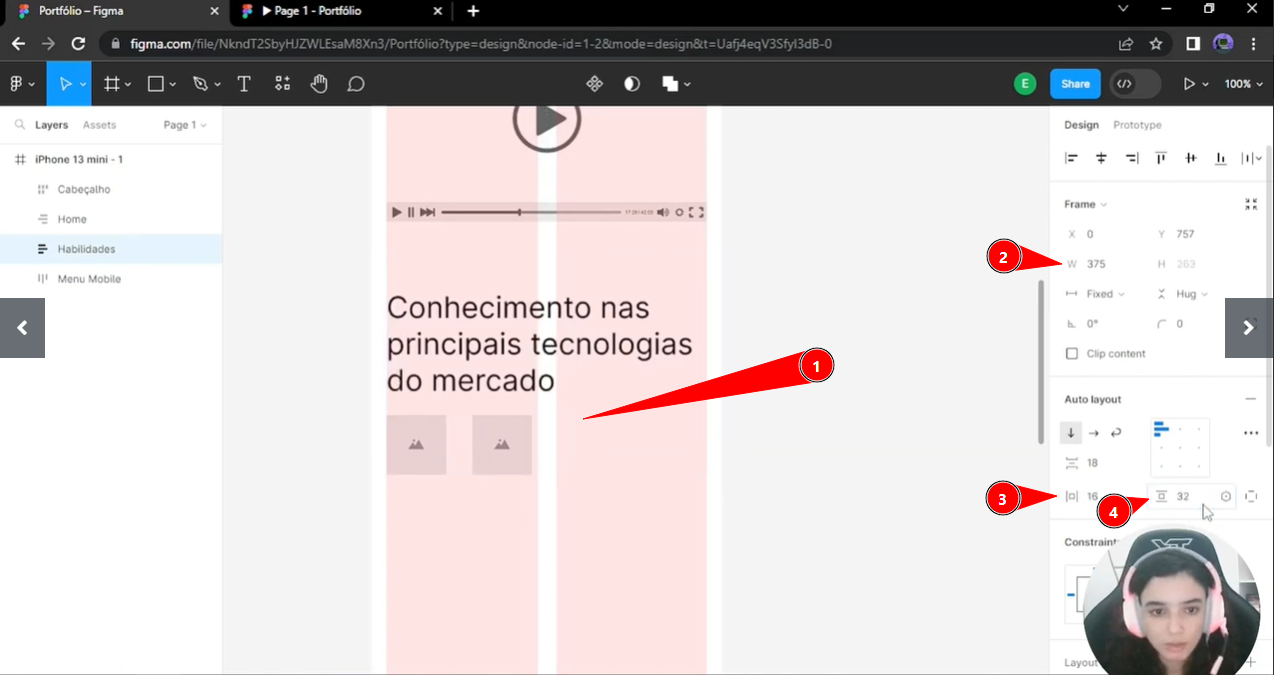 Portfólio – Figma
Page 1 - Portfólio
figma.com/file/NkndT2SbyHJZWLEsaM8Xn3/Portfólio?type=design&node-id=1-2&mode=design&t=Uafj4eqV3SfyI3dB-0
T
E
Share
100%
Layers
Assets
Page 1
iPhone 13 mini - 1
Cabeçalho
Home
Habilidades
Menu Mobile
Conhecimento nas
principais tecnologias
do mercado
1
2
3
4
Design
Prototype
Frame
X 0
Y 757
W 375
H 263
Fixed
Hug
0°
0
Clip content
Auto layout
18
16
32
Layout